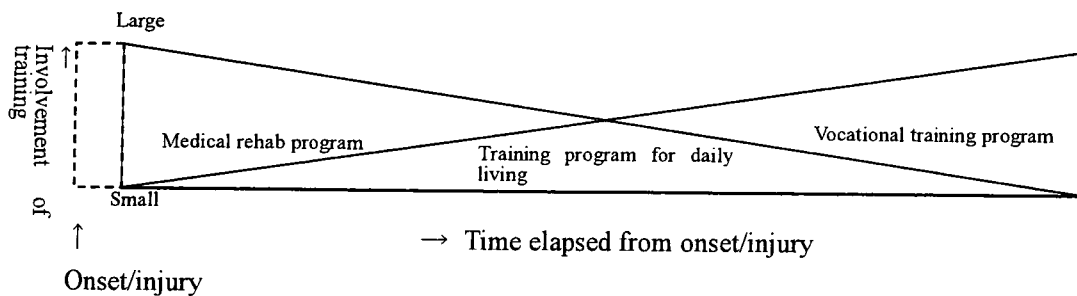 Large
Involvement of
training
→
Medical rehab program
Training program for daily
living
Vocational training program
Small
↑
→ Time elapsed from onset/injury
Onset/injury